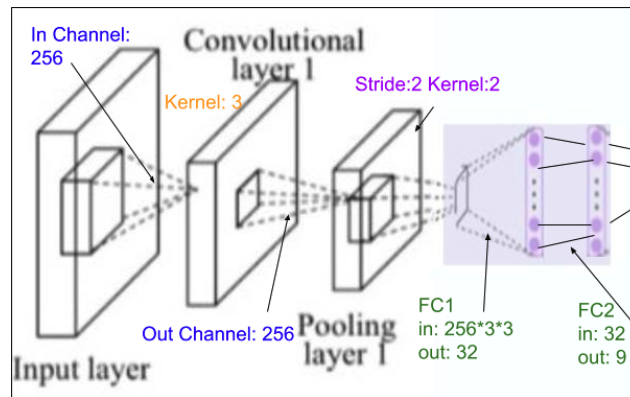 In Channel:
256
Convolutional
layer 1
Kernel: 3
Stride:2 Kernel:2
Out Channel: 256
Input layer
Pooling
layer 1
FC1
in: 256*3*3
out: 32
FC2
in: 32
out: 9